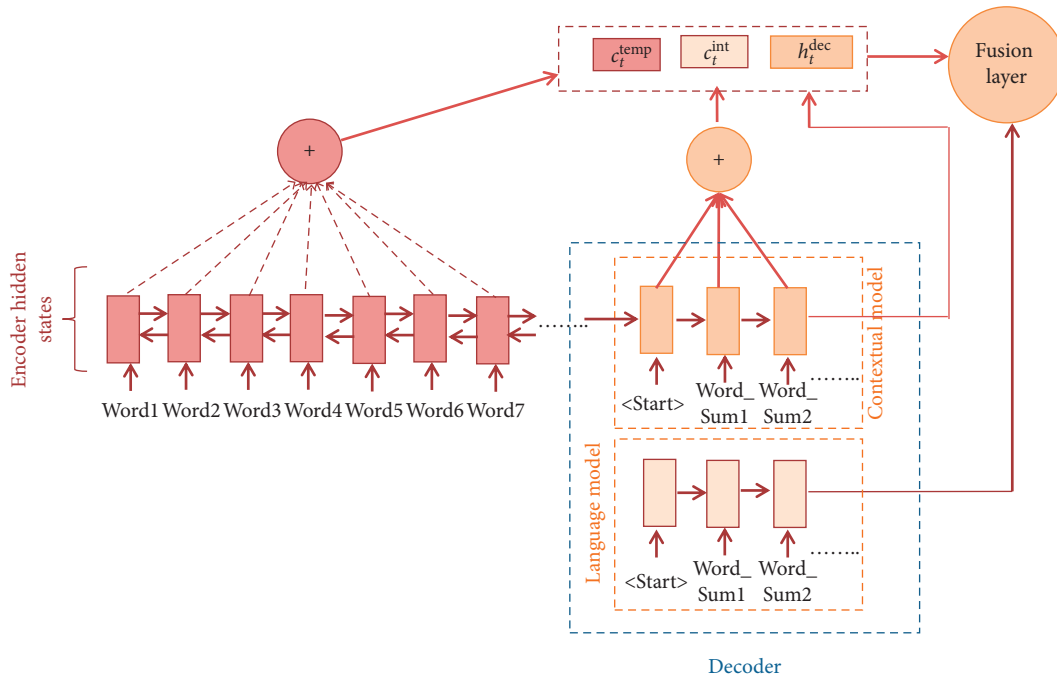 c_t^temp
c_t^int
h_t^dec
Fusion
layer
+
+
Encoder hidden
states
........
Word1 Word2 Word3 Word4 Word5 Word6 Word7
<Start>
Word_
Sum1
Word_
Sum2
........
Contextual model
Language model
<Start>
Word_
Sum1
Word_
Sum2
........
Decoder